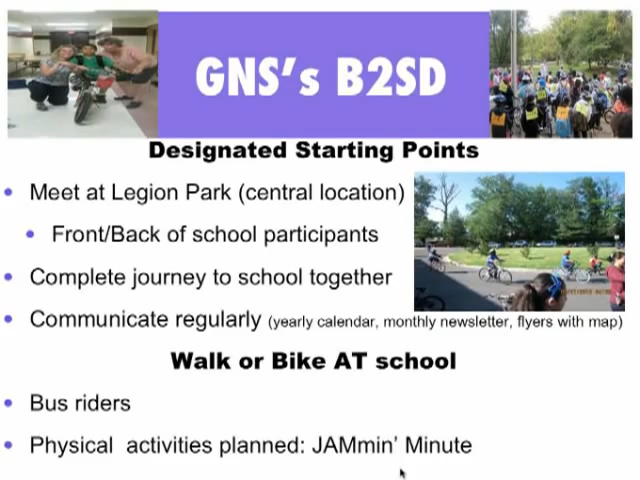 GNS's B2SD
Designated Starting Points
• Meet at Legion Park (central location)
• Front/Back of school participants
• Complete journey to school together
• Communicate regularly (yearly calendar, monthly newsletter, flyers with map)
Walk or Bike AT school
• Bus riders
• Physical activities planned: JAMmin' Minute